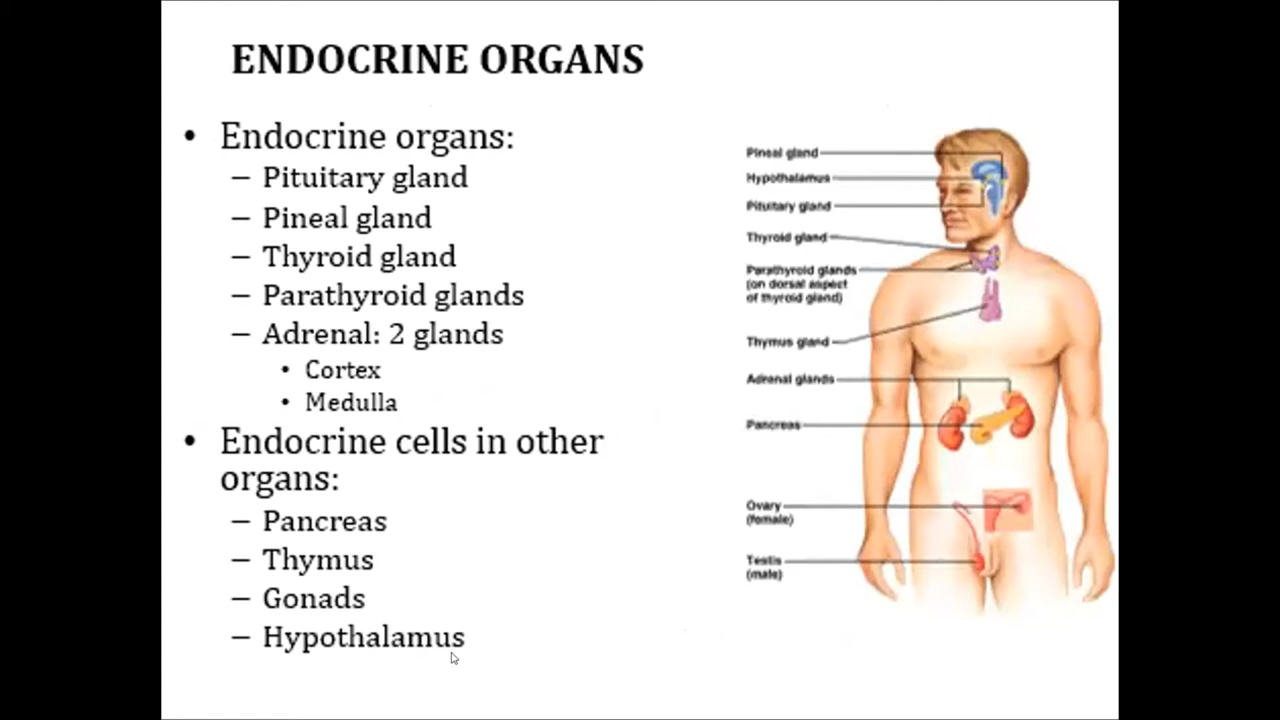 ENDOCRINE ORGANS
• Endocrine organs:
– Pituitary gland
– Pineal gland
– Thyroid gland
– Parathyroid glands
– Adrenal: 2 glands
• Cortex
• Medulla
• Endocrine cells in other
organs:
– Pancreas
– Thymus
– Gonads
– Hypothalamus
Pineal gland
Hypothalamus
Pituitary gland
Thyroid gland
Parathyroid glands
(on dorsal aspect
of thyroid gland)
Thymus gland
Adrenal glands
Pancreas
Ovary
(female)
Testis
(male)